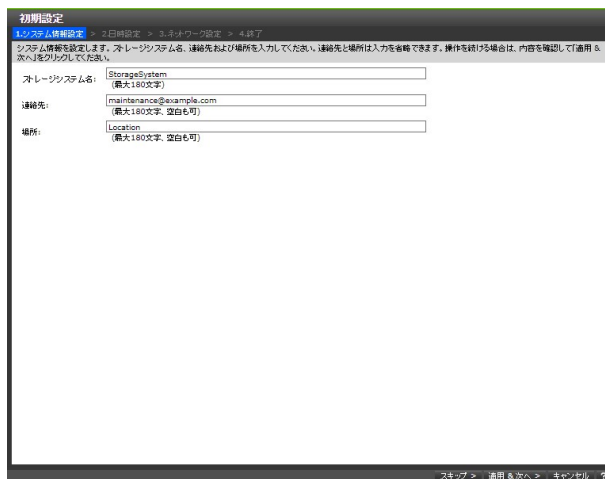 初期設定
1.システム情報設定 > 2.日時設定 > 3.ネットワーク設定 > 4.終了
システム情報を設定します。ストレージシステム名、連絡先および場所を入力してください。連絡先と場所は入力を省略できます。操作を続ける場合は、内容を確認して「適用 &
次へ」をクリックしてください。
ストレージシステム名: StorageSystem
(最大180文字)
連絡先: maintenance@example.com
(最大180文字、空白も可)
場所: Location
(最大180文字、空白も可)
スキップ > 適用 & 次へ > キャンセル ?